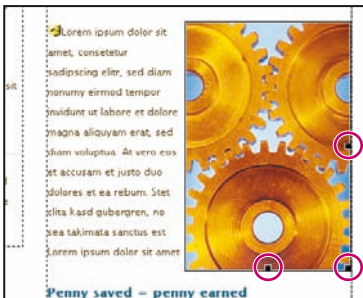 Lorem ipsum dolor sit
amet, consetetur
sadipscing elitr, sed diam
nonumy eirmod tempor
invidunt ut labore et dolore
magna aliquyam erat, sed
diam voluptua. At vero eos
et accusam et justo duo
dolores et ea rebum. Stet
clita kasd gubergren, no
sea takimata sanctus est
Lorem ipsum dolor sit amet
Penny saved – penny earned
sit